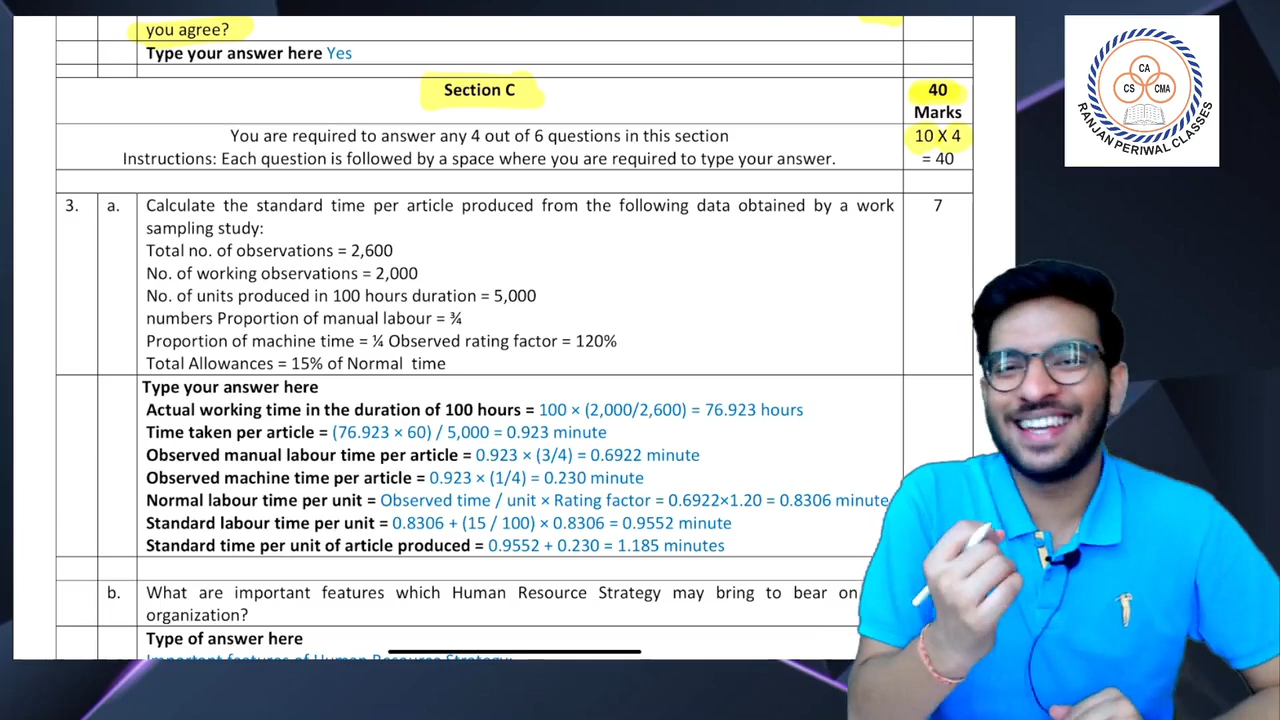 you agree?
Type your answer here Yes
Section C
40
Marks
You are required to answer any 4 out of 6 questions in this section
10 X 4
Instructions: Each question is followed by a space where you are required to type your answer.
= 40
3. a. Calculate the standard time per article produced from the following data obtained by a work 7
sampling study:
Total no. of observations = 2,600
No. of working observations = 2,000
No. of units produced in 100 hours duration = 5,000
numbers Proportion of manual labour = ¾
Proportion of machine time = ¼ Observed rating factor = 120%
Total Allowances = 15% of Normal time
Type your answer here
Actual working time in the duration of 100 hours = 100 × (2,000/2,600) = 76.923 hours
Time taken per article = (76.923 × 60) / 5,000 = 0.923 minute
Observed manual labour time per article = 0.923 × (3/4) = 0.6922 minute
Observed machine time per article = 0.923 × (1/4) = 0.230 minute
Normal labour time per unit = Observed time / unit × Rating factor = 0.6922×1.20 = 0.8306 minute
Standard labour time per unit = 0.8306 + (15 / 100) × 0.8306 = 0.9552 minute
Standard time per unit of article produced = 0.9552 + 0.230 = 1.185 minutes
b. What are important features which Human Resource Strategy may bring to bear on
organization?
Type of answer here
Important features of Human Resource Strategy:
CA
CS
CMA
RANJAN PERIWAL CLASSES